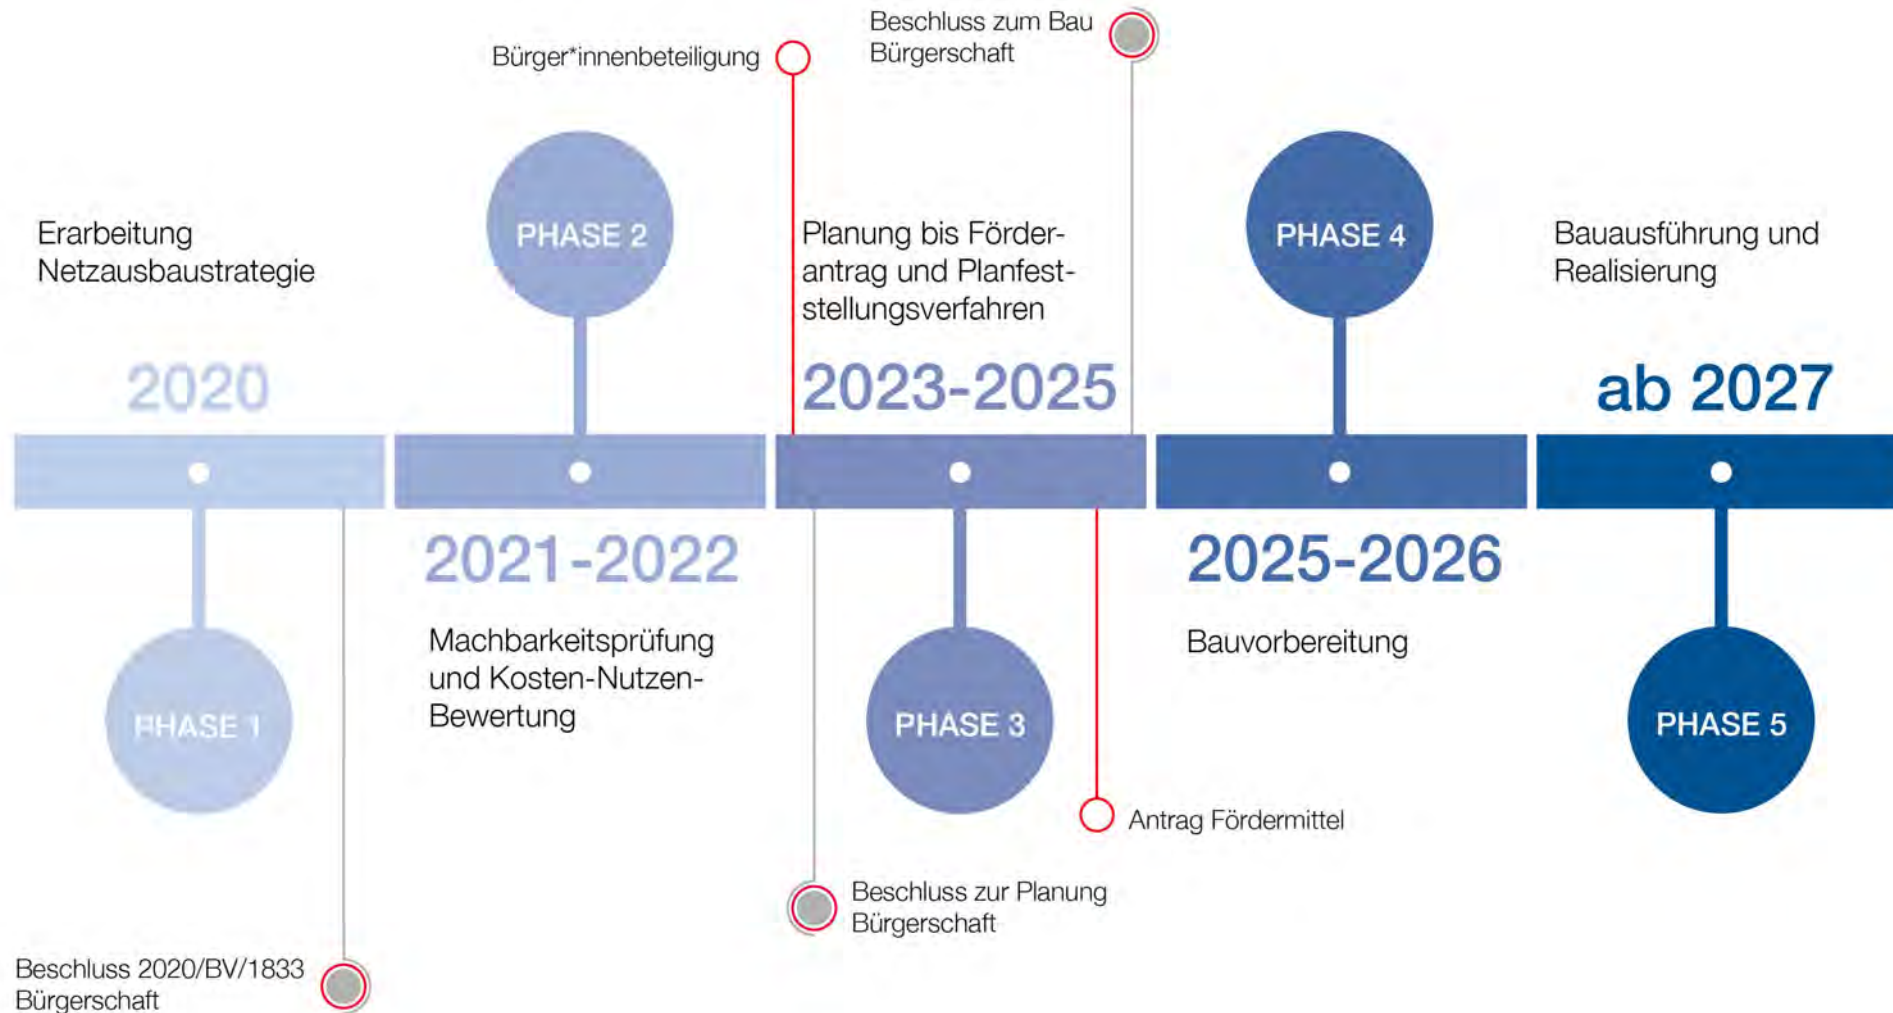 Beschluss zum Bau
Bürgerschaft
Bürger*innenbeteiligung
Erarbeitung
Netzausbaustrategie
2020
PHASE 1
Beschluss 2020/BV/1833
Bürgerschaft
PHASE 2
2021-2022
Machbarkeitsprüfung
und Kosten-Nutzen-
Bewertung
Planung bis Förder-
antrag und Planfest-
stellungsverfahren
2023-2025
PHASE 3
Beschluss zur Planung
Bürgerschaft
Antrag Fördermittel
PHASE 4
2025-2026
Bauvorbereitung
Bauausführung und
Realisierung
ab 2027
PHASE 5